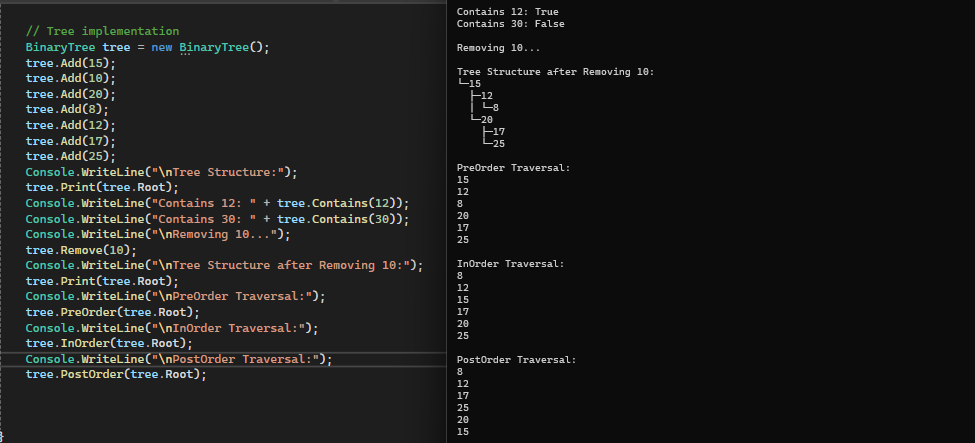 // Tree implementation
BinaryTree tree = new BinaryTree();
tree.Add(15);
tree.Add(10);
tree.Add(20);
tree.Add(8);
tree.Add(12);
tree.Add(17);
tree.Add(25);
Console.WriteLine("\nTree Structure:");
tree.Print(tree.Root);
Console.WriteLine("Contains 12: " + tree.Contains(12));
Console.WriteLine("Contains 30: " + tree.Contains(30));
Console.WriteLine("\nRemoving 10...");
tree.Remove(10);
Console.WriteLine("\nTree Structure after Removing 10:");
tree.Print(tree.Root);
Console.WriteLine("\nPreOrder Traversal:");
tree.PreOrder(tree.Root);
Console.WriteLine("\nInOrder Traversal:");
tree.InOrder(tree.Root);
Console.WriteLine("\nPostOrder Traversal:");
tree.PostOrder(tree.Root);
}
Contains 12: True
Contains 30: False
Removing 10...
Tree Structure after Removing 10:
└─15
  ├─12
  | └─8
  └─20
    ├─17
    └─25
PreOrder Traversal:
15
12
8
20
17
25
InOrder Traversal:
8
12
15
17
20
25
PostOrder Traversal:
8
12
17
25
20
15